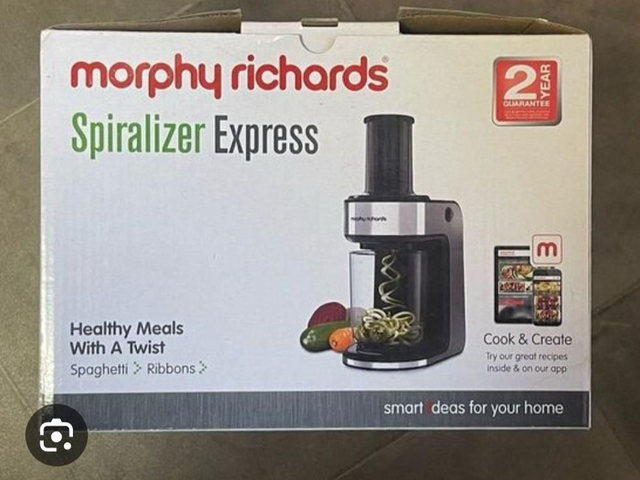 morphy richards
Spiralizer Express
2 YEAR
GUARANTEE
morphy richards
m
Healthy Meals
With A Twist
Spaghetti Ribbons
Cook & Create
Try our great recipes
inside & on our app
smart ideas for your home